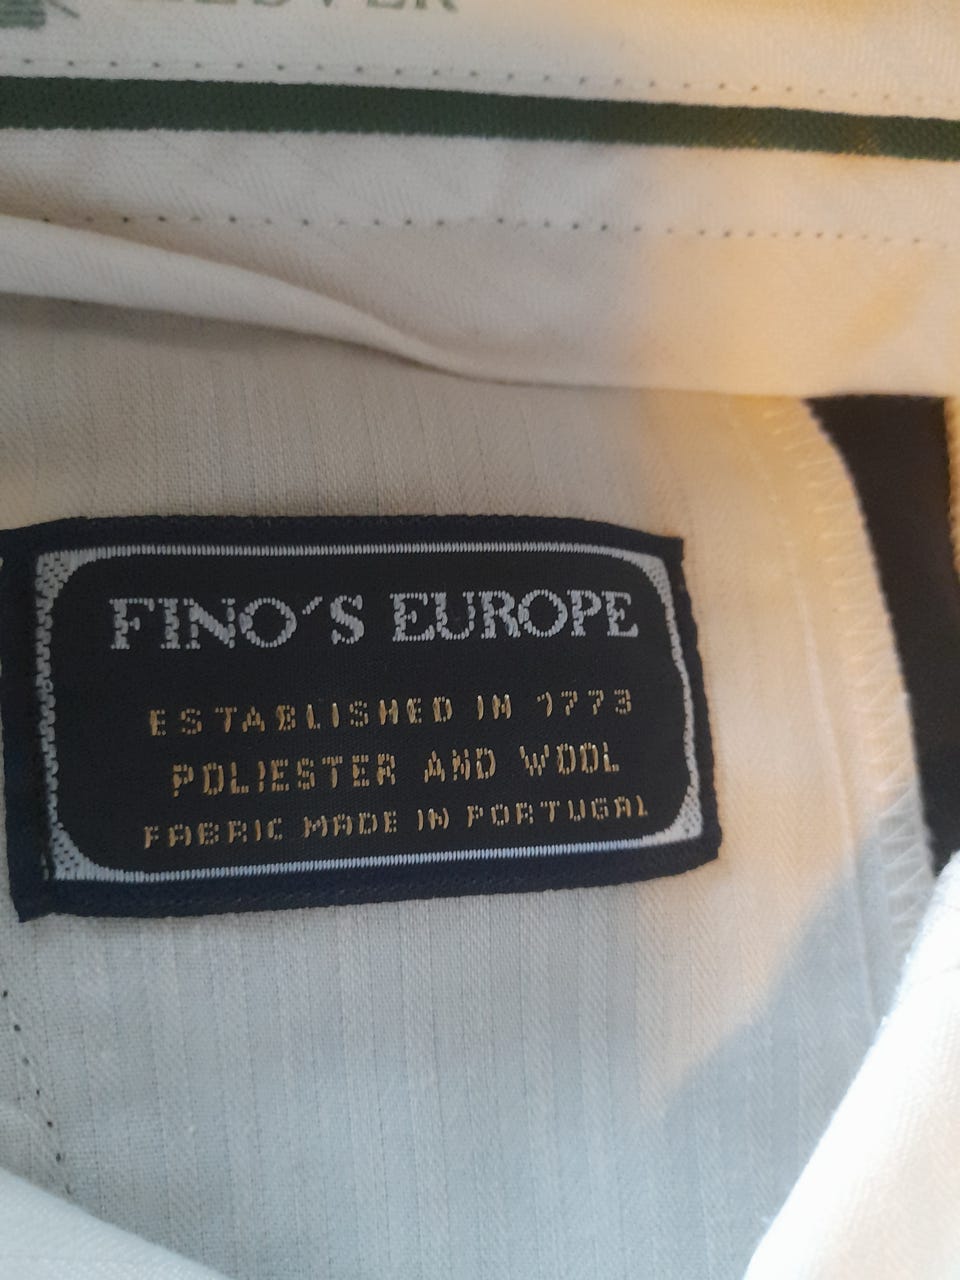 FINO´S EUROPE
ESTABLISHED IN 1773
POLIESTER AND WOOL
FABRIC MADE IN PORTUGAL